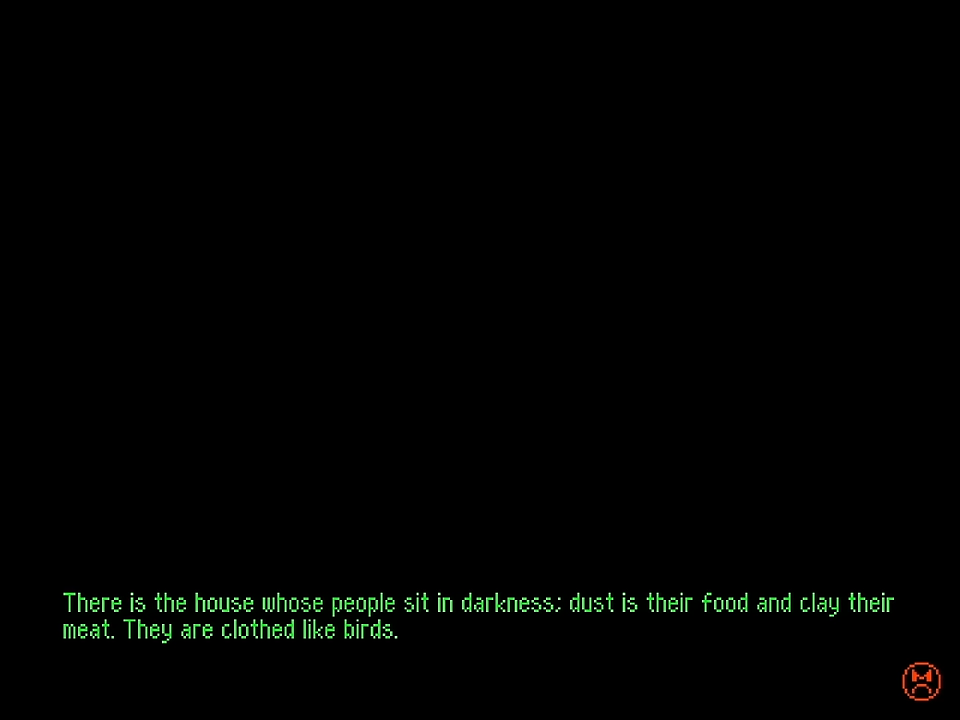 There is the house whose people sit in darkness; dust is their food and clay their
meat. They are clothed like birds.